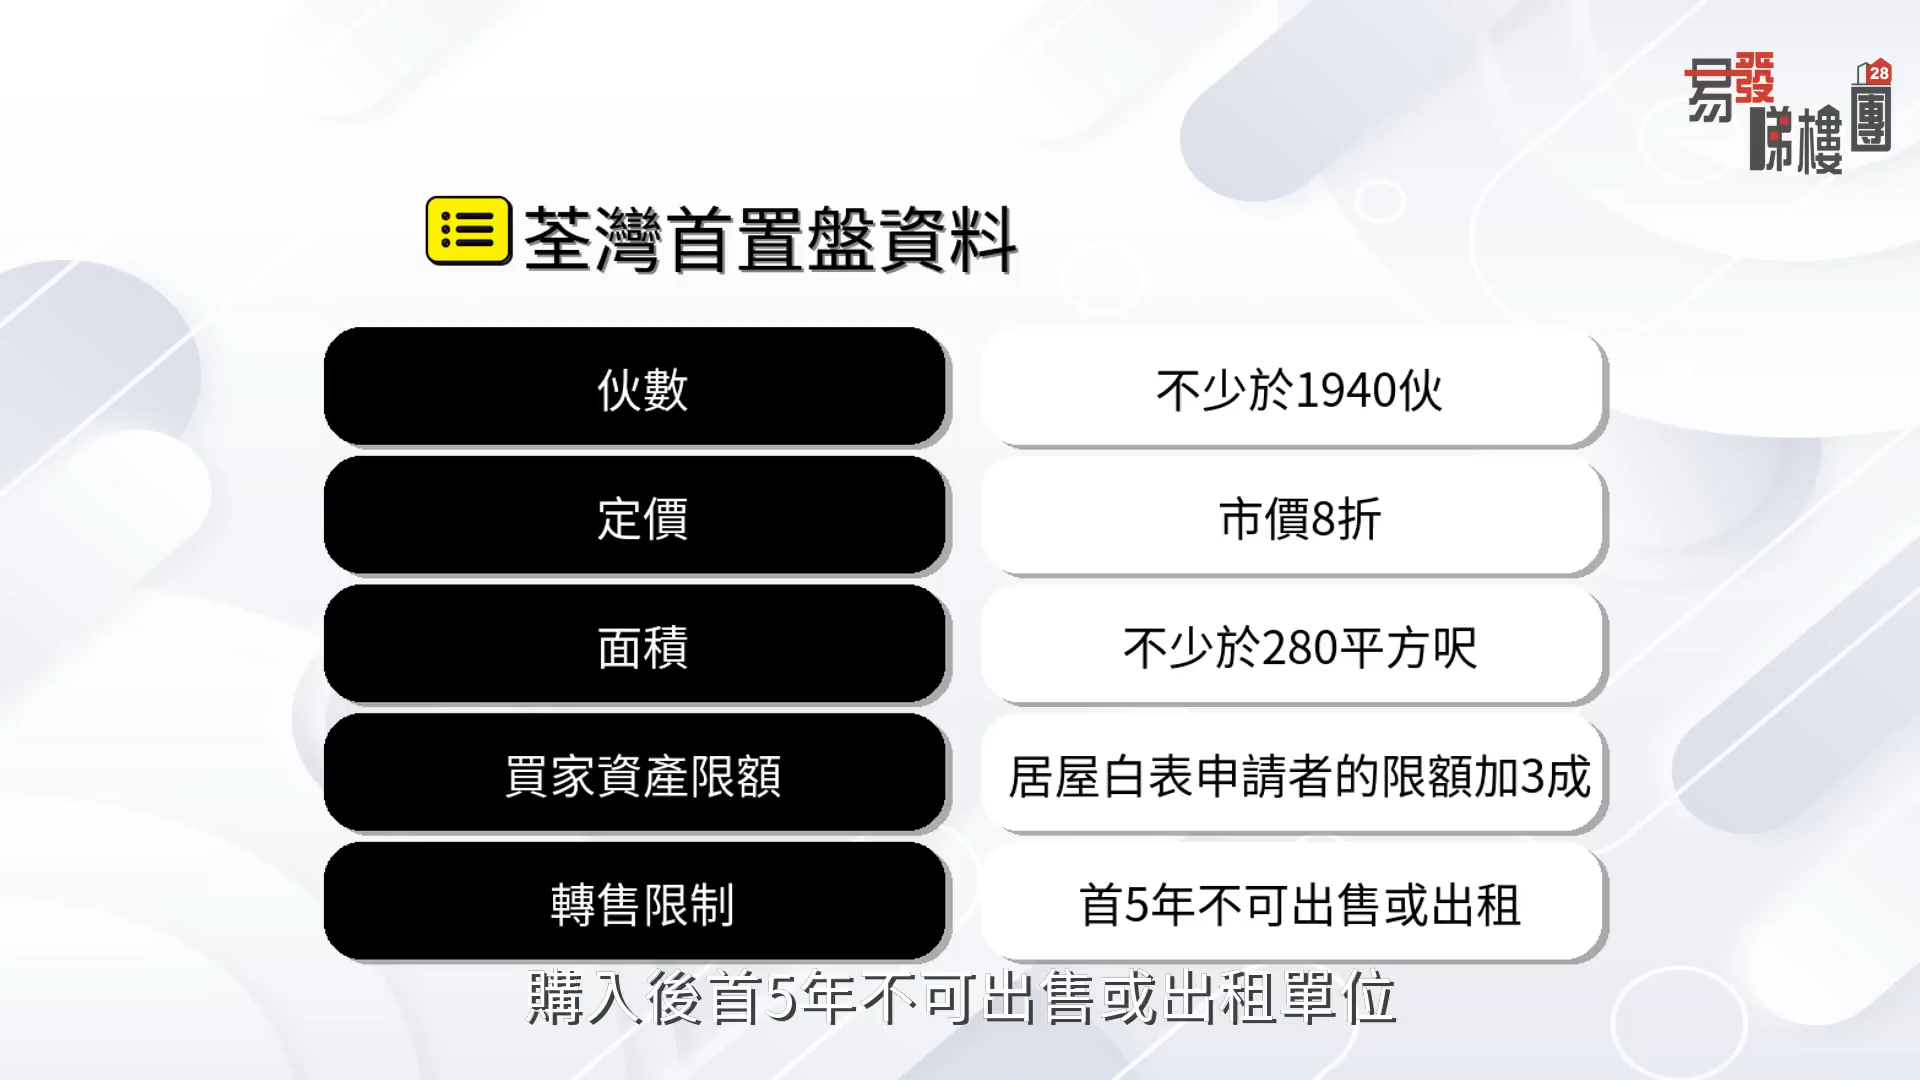 易發睇樓團 28
荃灣首置盤資料
伙數 不少於1940伙
定價 市價8折
面積 不少於280平方呎
買家資產限額 居屋白表申請者的限額加3成
轉售限制 首5年不可出售或出租
購入後首5年不可出售或出租單位